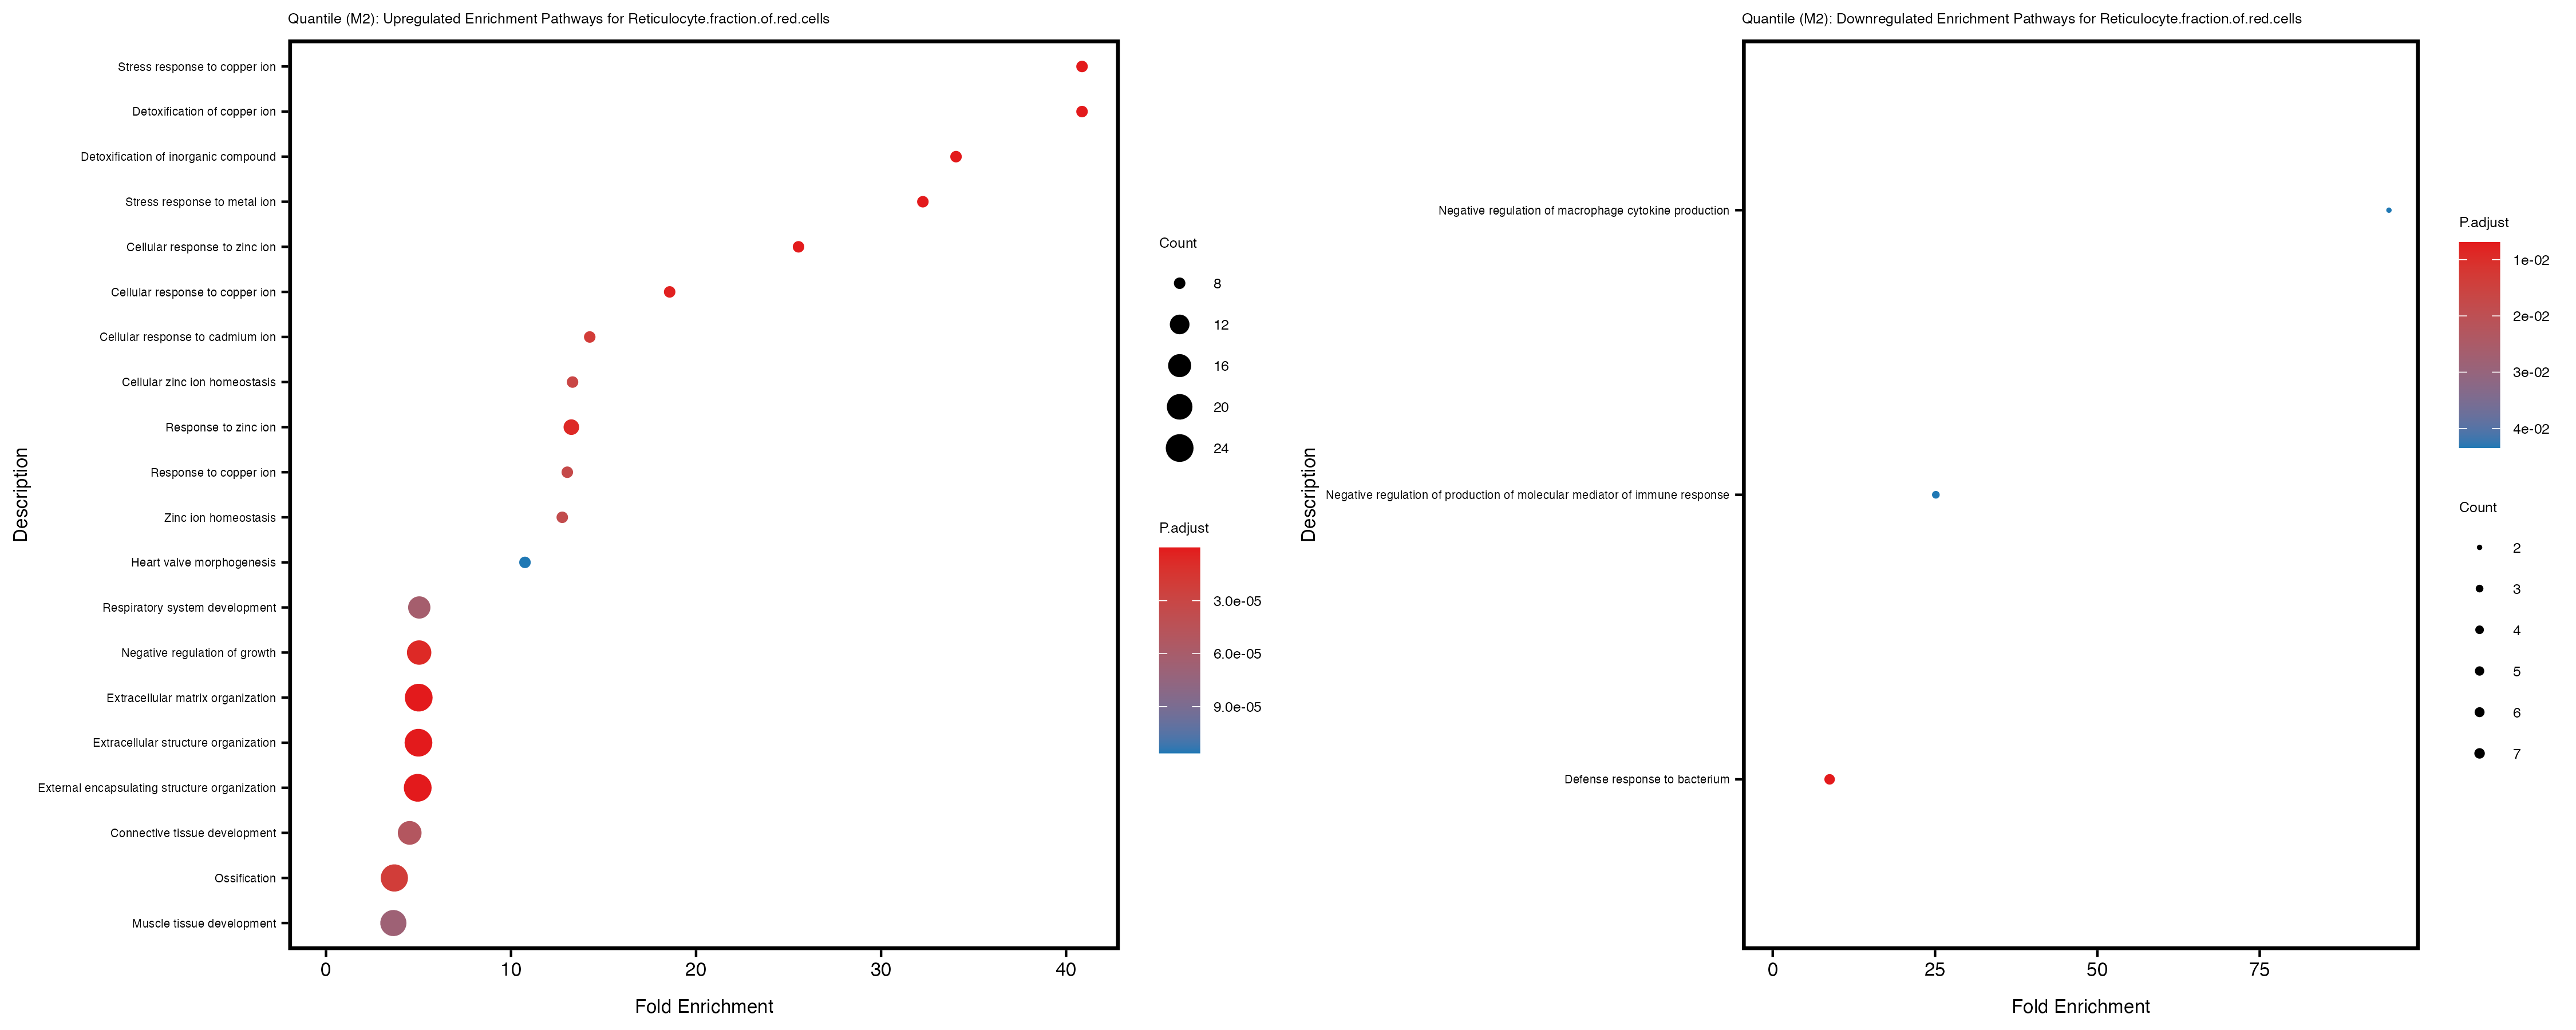 Quantile (M2): Upregulated Enrichment Pathways for Reticulocyte.fraction.of.red.cells
Description
Stress response to copper ion
Detoxification of copper ion
Detoxification of inorganic compound
Stress response to metal ion
Cellular response to zinc ion
Cellular response to copper ion
Cellular response to cadmium ion
Cellular zinc ion homeostasis
Response to zinc ion
Response to copper ion
Zinc ion homeostasis
Heart valve morphogenesis
Respiratory system development
Negative regulation of growth
Extracellular matrix organization
Extracellular structure organization
External encapsulating structure organization
Connective tissue development
Ossification
Muscle tissue development
0 10 20 30 40
Fold Enrichment
Count
8
12
16
20
24
P.adjust
3.0e-05
6.0e-05
9.0e-05
Quantile (M2): Downregulated Enrichment Pathways for Reticulocyte.fraction.of.red.cells
Description
Negative regulation of macrophage cytokine production
Negative regulation of production of molecular mediator of immune response
Defense response to bacterium
0 25 50 75
Fold Enrichment
P.adjust
1e-02
2e-02
3e-02
4e-02
Count
2
3
4
5
6
7